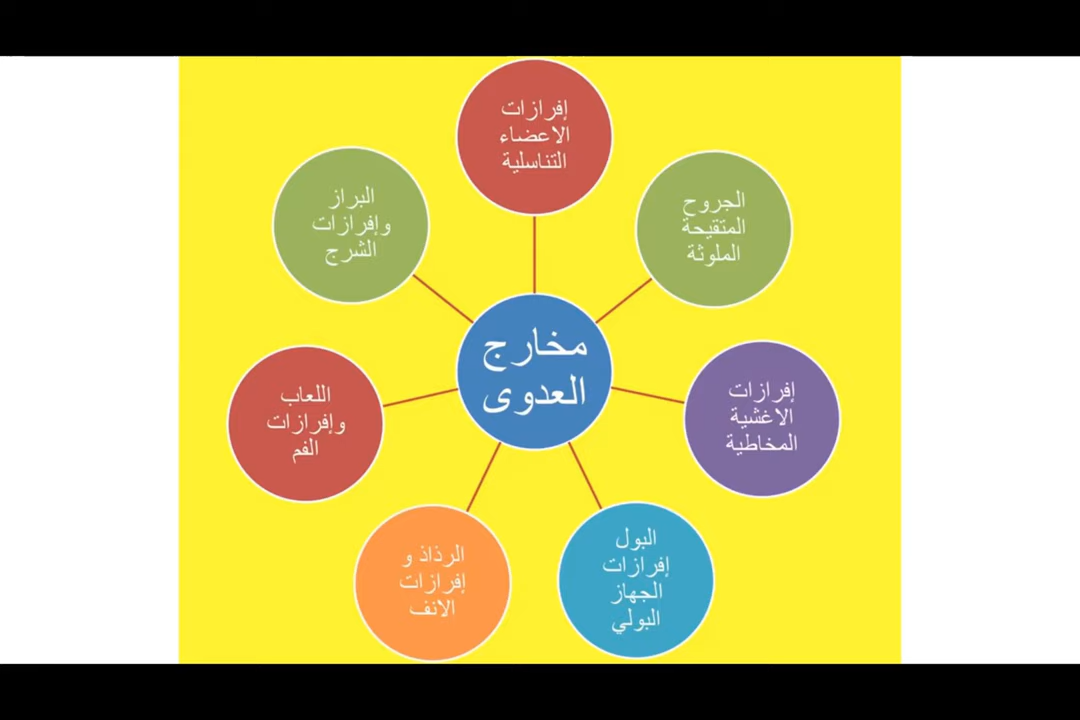 إفرازات
الاعضاء
التناسلية
الجروح
المتقيحة
الملوثة
إفرازات
الاغشية
المخاطية
البول
إفرازات
الجهاز
البولي
الرذاذ و
إفرازات
الانف
اللعاب
وإفرازات
الفم
البراز
وإفرازات
الشرج
مخارج
العدوى